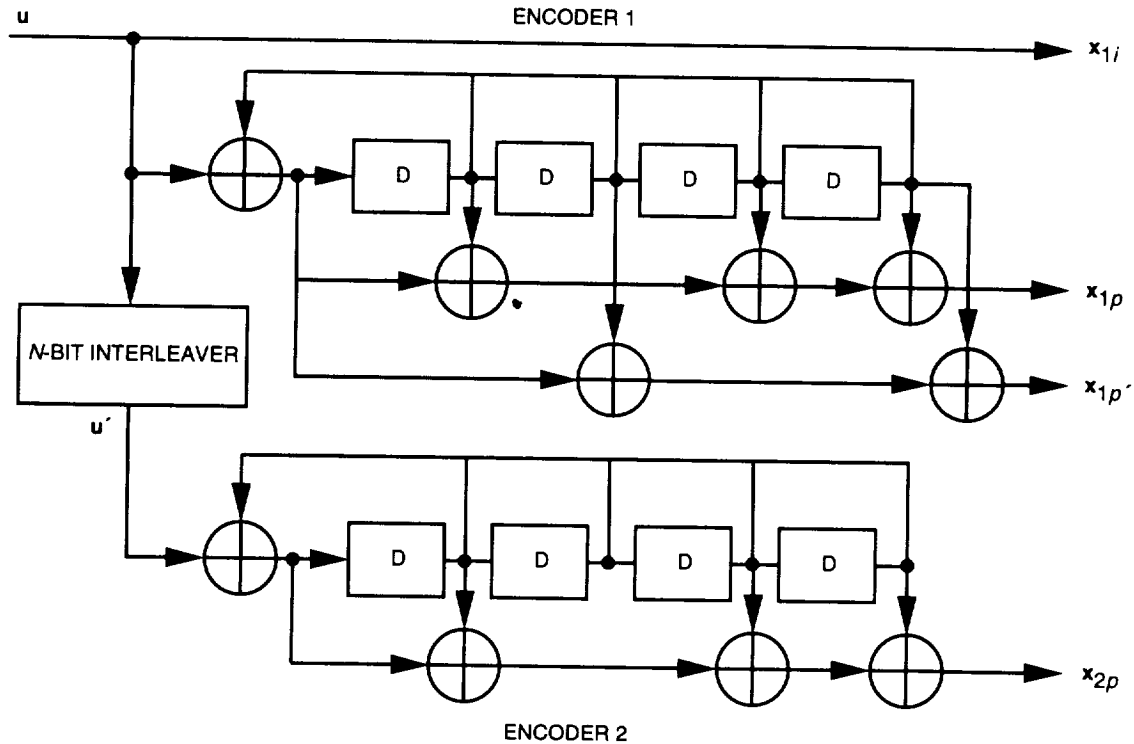 u
ENCODER 1
x1i
D D D D
x1p
N-BIT INTERLEAVER
x1p´
u´
D D D D
x2p
ENCODER 2